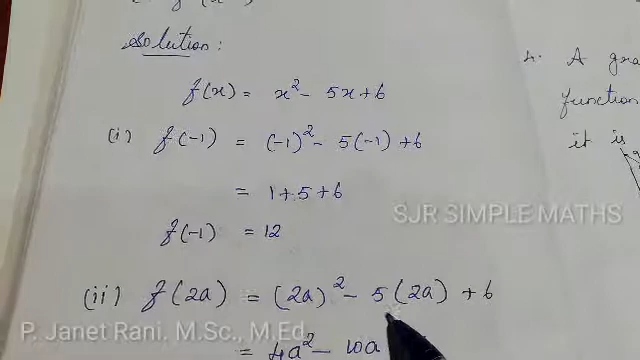 Solution:
4. A
f(x) = x² - 5x + 6
function
(i) f(-1) = (-1)² - 5(-1) + 6
it is
= 1 + 5 + 6
SJR SIMPLE MATHS
f(-1) = 12
(ii) f(2a) = (2a)² - 5(2a) + 6
P. Janet Rani. M.Sc., M.Ed.
= 4a² - 10a